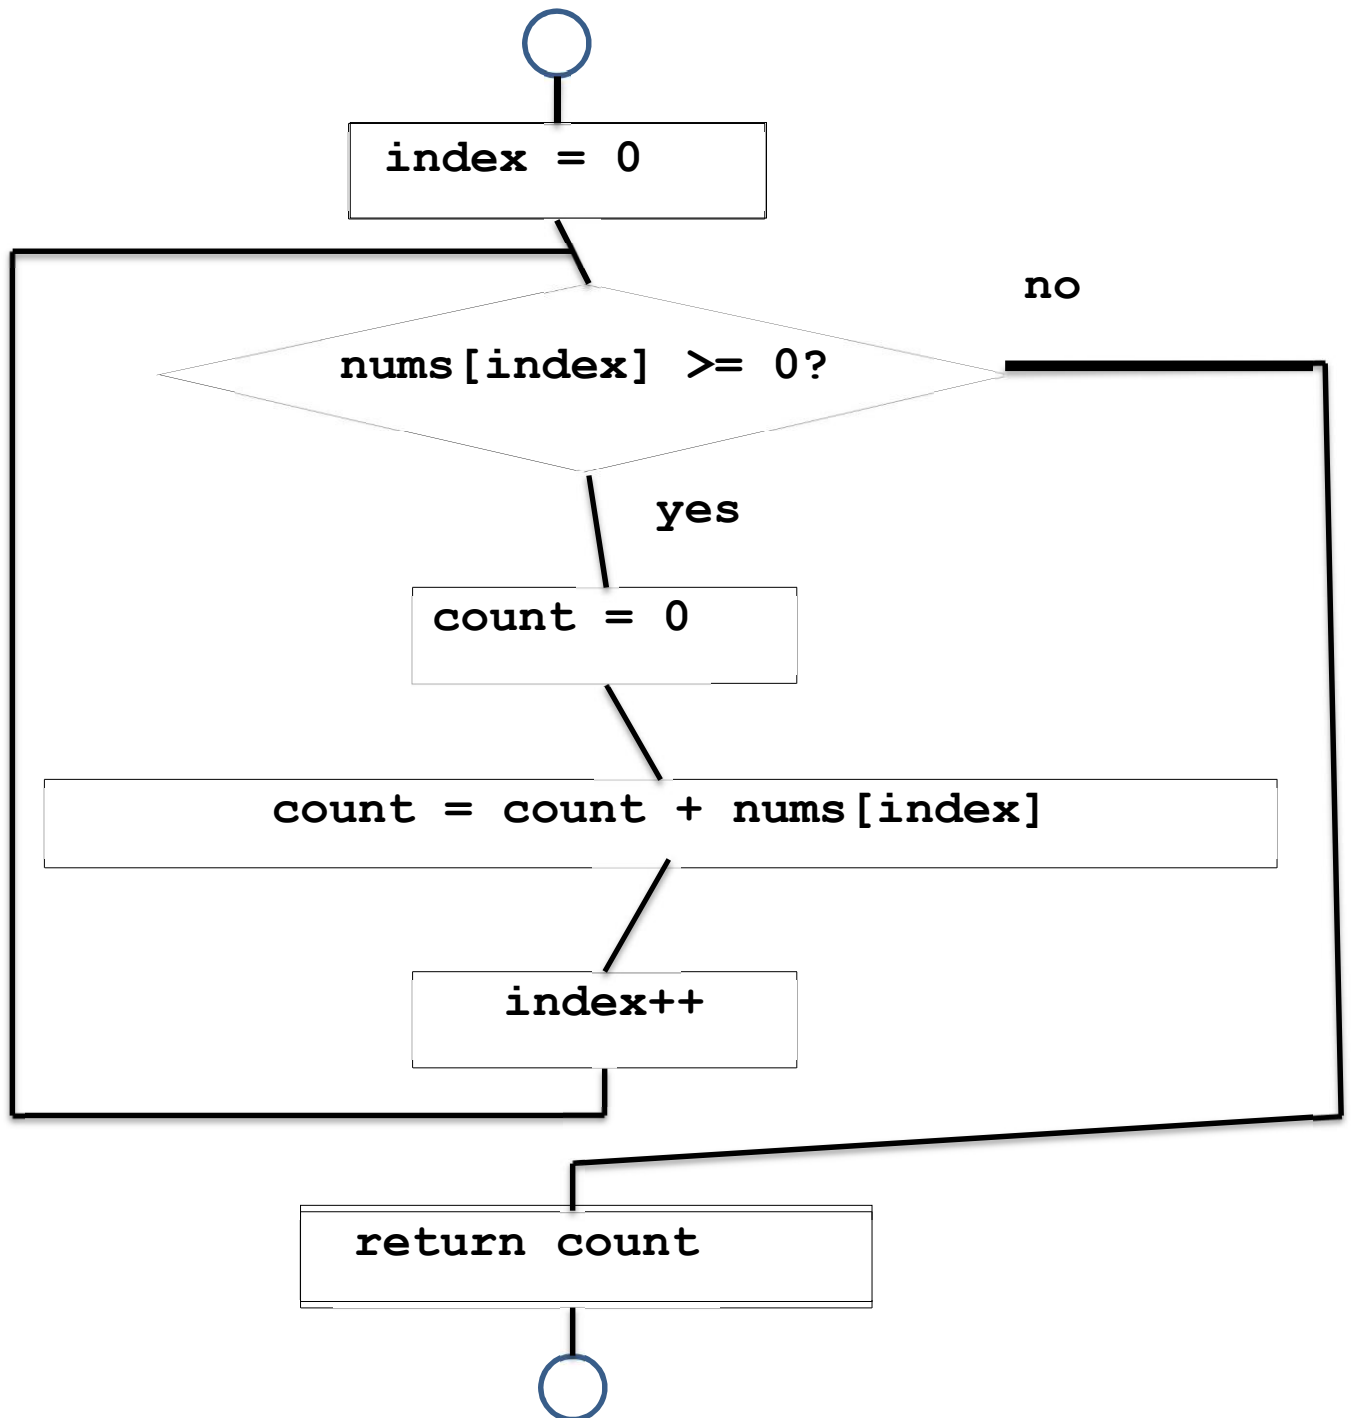 index = 0
no
nums[index] >= 0?
yes
count = 0
count = count + nums[index]
index++
return count